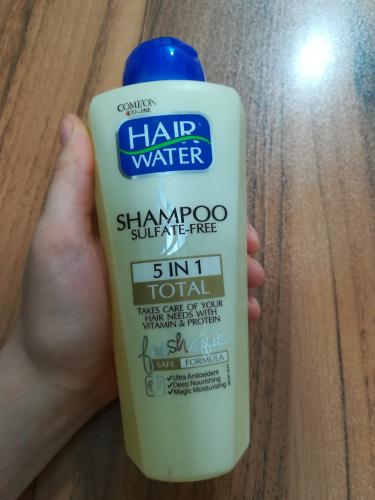 COMEON
GENUINE
HAIR
WATER
SHAMPOO
SULFATE-FREE
5 IN 1
TOTAL
TAKES CARE OF YOUR
HAIR NEEDS WITH
VITAMIN & PROTEIN
fresh
SAFE FORMULA
✓Ultra Antioxidant
✓Deep Nourishing
✓Magic Moisturizing